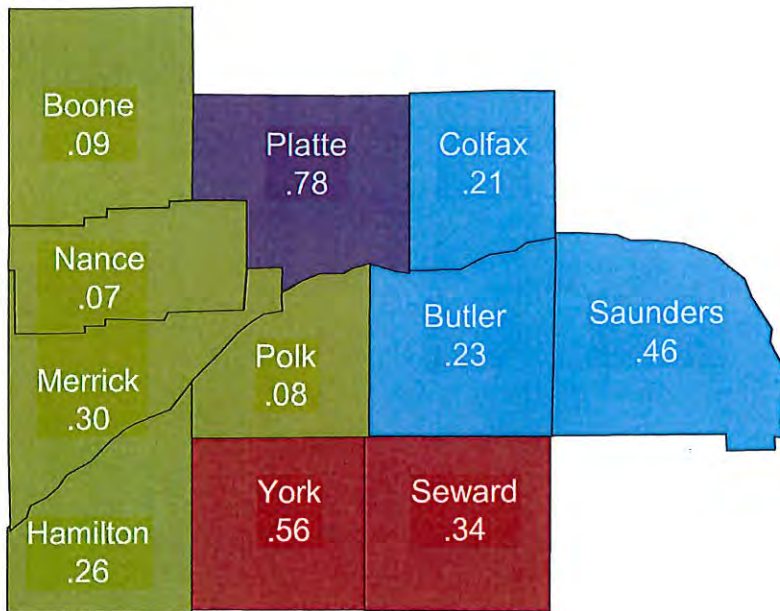 Boone
.09
Platte
.78
Colfax
.21
Nance
.07
Butler
.23
Saunders
.46
Merrick
.30
Polk
.08
York
.56
Seward
.34
Hamilton
.26